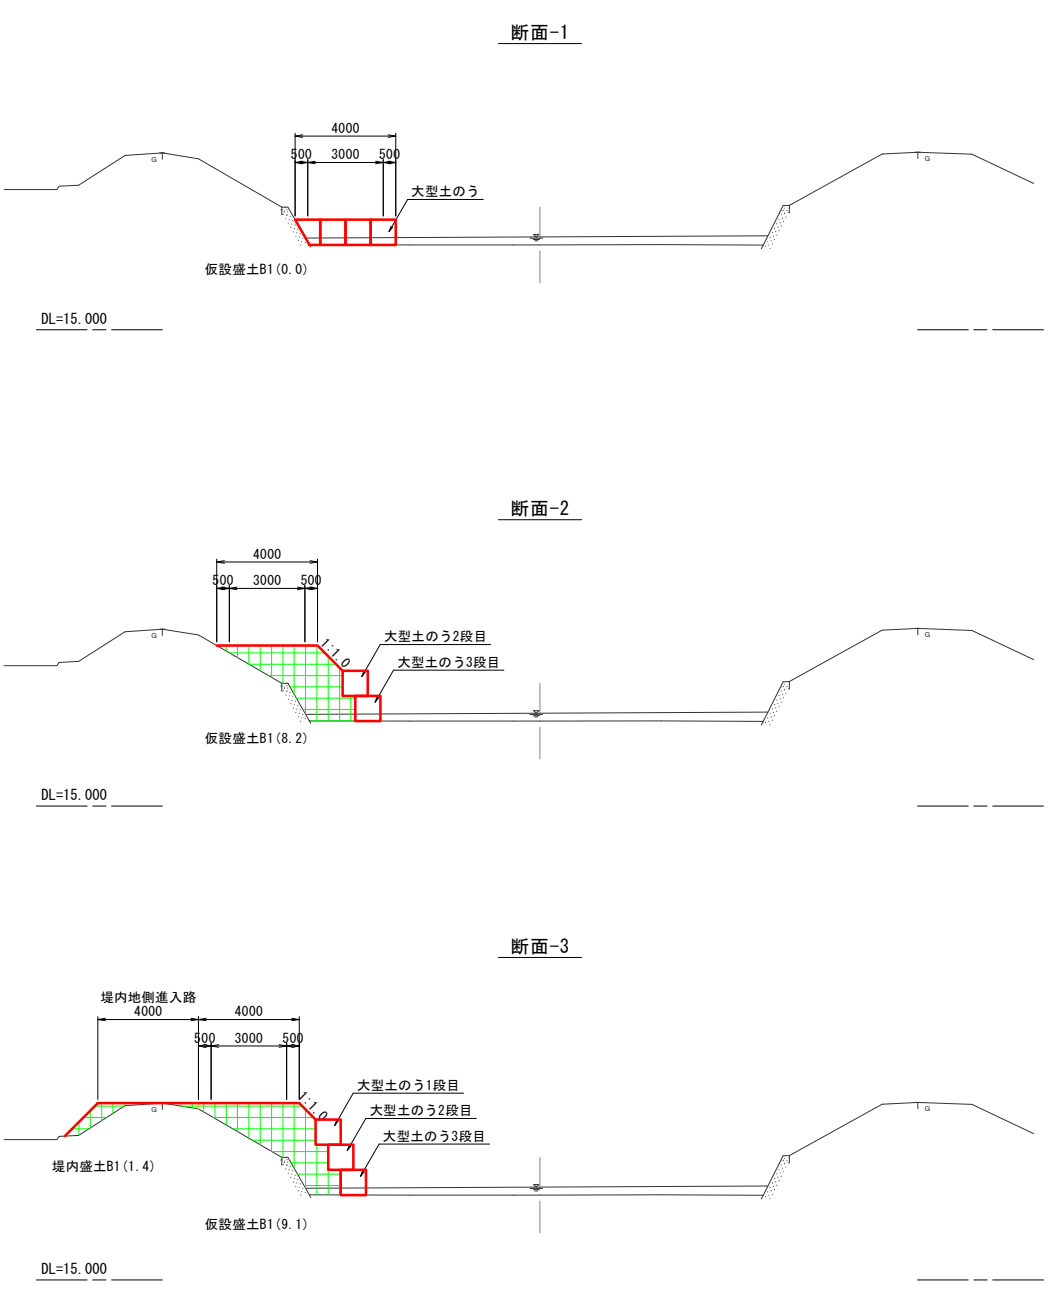 断面-1
4000
500 3000 500
大型土のう
G
G
仮設盛土B1(0.0)
DL=15.000
断面-2
4000
500 3000 500
1:1.0
大型土のう2段目
大型土のう3段目
G
G
仮設盛土B1(8.2)
DL=15.000
断面-3
堤内地側進入路
4000 4000
500 3000 500
1:1.0
大型土のう1段目
大型土のう2段目
大型土のう3段目
G
G
堤内盛土B1(1.4)
仮設盛土B1(9.1)
DL=15.000